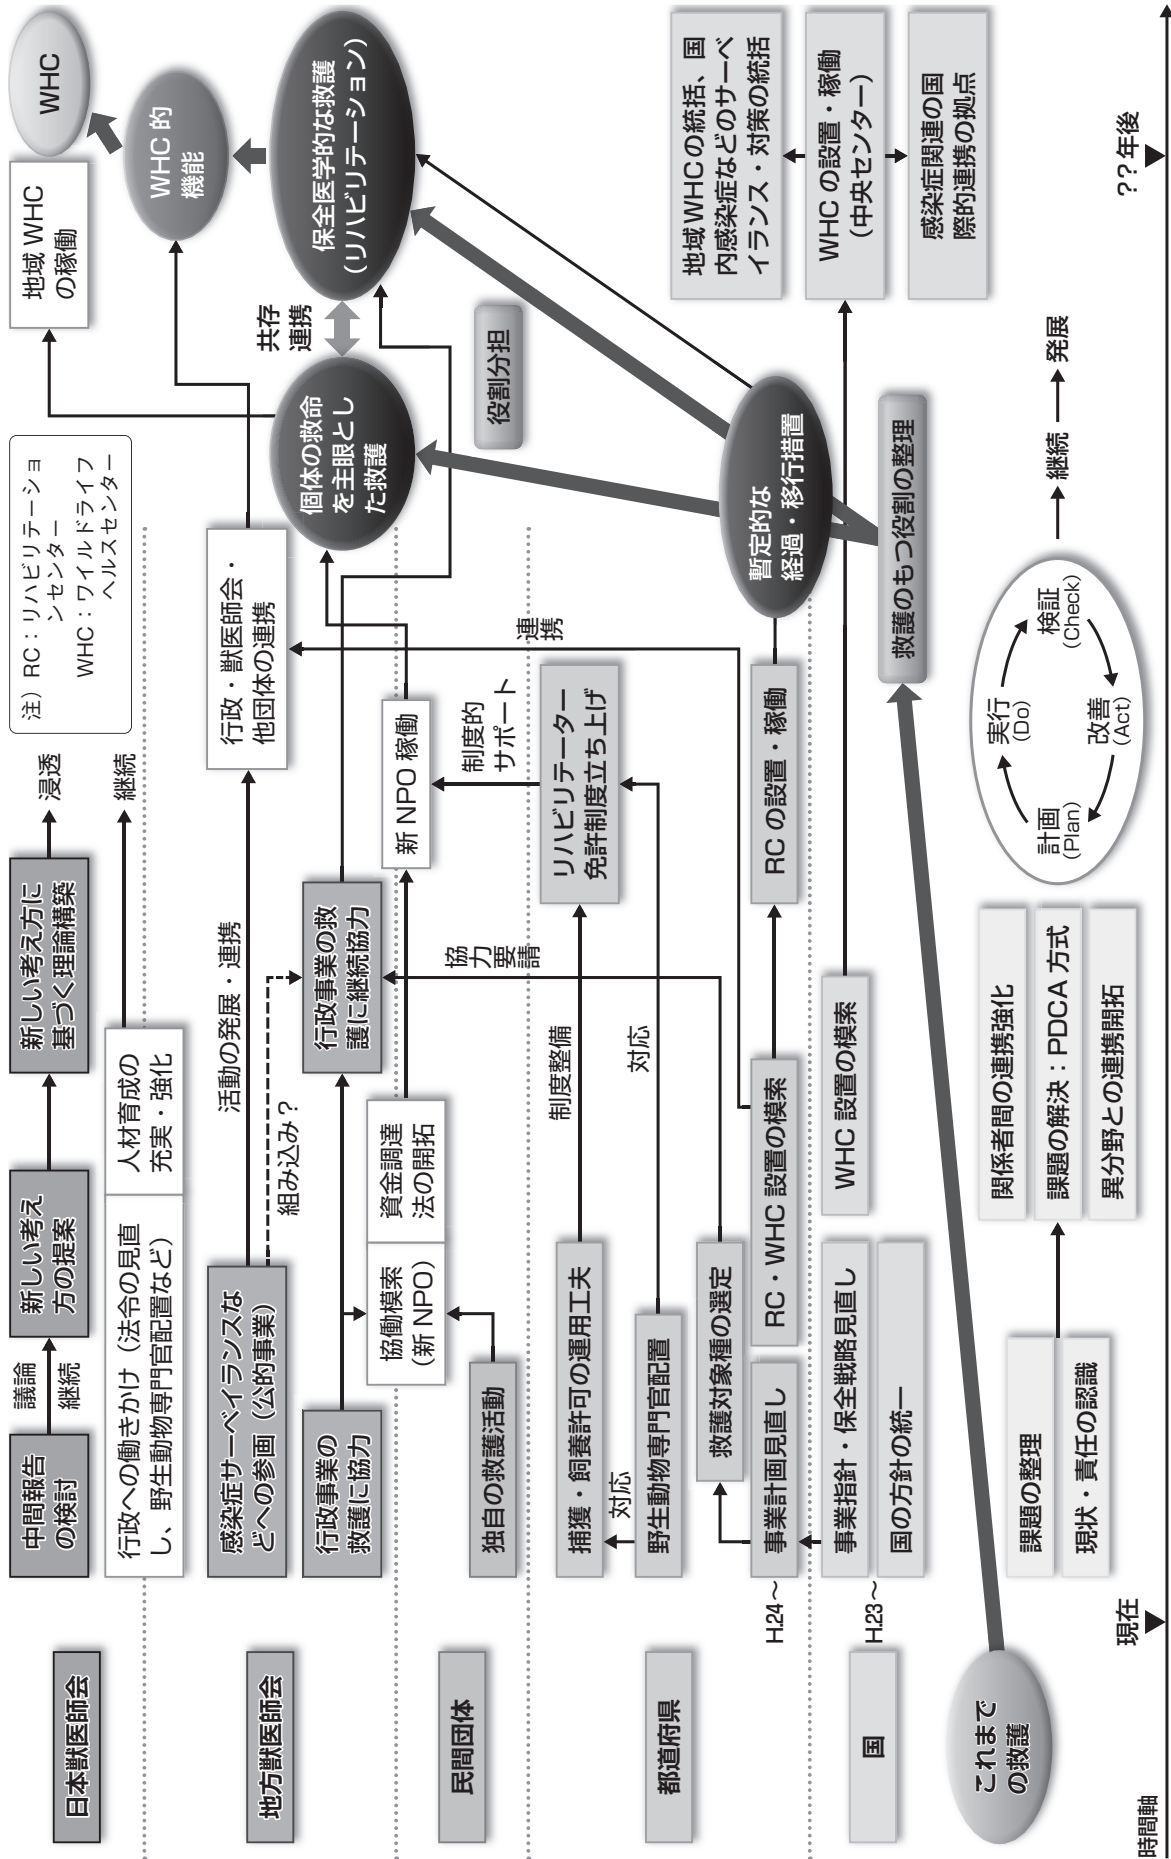 日本獣医師会
中間報告
の検討
議論
継続
新しい考え
方の提案
新しい考え方に
基づく理論構築
浸透
行政への働きかけ（法令の見直
し、野生動物専門官配置など）
人材育成の
充実・強化
継続
注）RC：リハビリテーショ
ンセンター
WHC：ワイルドライフ
ヘルスセンター
地域WHC
の稼働
WHC
WHC的
機能
地方獣医師会
感染症サーベイランスな
どへの参画（公的事業）
活動の発展・連携
組み込み？
行政・獣医師会・
他団体の連携
行政事業の
救護に協力
行政事業の救
護に継続協力
個体の救命
を主眼とし
た救護
共存
連携
保全医学的な救護
（リハビリテーション）
民間団体
独自の救護活動
協働模索
（新NPO）
資金調達
法の開拓
新NPO稼働
協力
要請
制度的
サポート
連携
役割分担
都道府県
捕獲・飼養許可の運用工夫
制度整備
リハビリテーター
免許制度立ち上げ
対応
野生動物専門官配置
対応
救護対象種の選定
H.24～
事業計画見直し
RC・WHC設置の模索
RCの設置・稼働
暫定的な
経過・移行措置
国
H.23～
事業指針・保全戦略見直し
国の方針の統一
WHC設置の模索
救護のもつ役割の整理
地域WHCの統括、国
内感染症などのサーベ
イランス・対策の統括
WHCの設置・稼働
（中央センター）
感染症関連の国
際的連携の拠点
これまで
の救護
課題の整理
現状・責任の認識
関係者間の連携強化
課題の解決：PDCA方式
異分野との連携開拓
計画
(Plan)
実行
(Do)
検証
(Check)
改善
(Act)
継続
発展
時間軸
現在
??年後